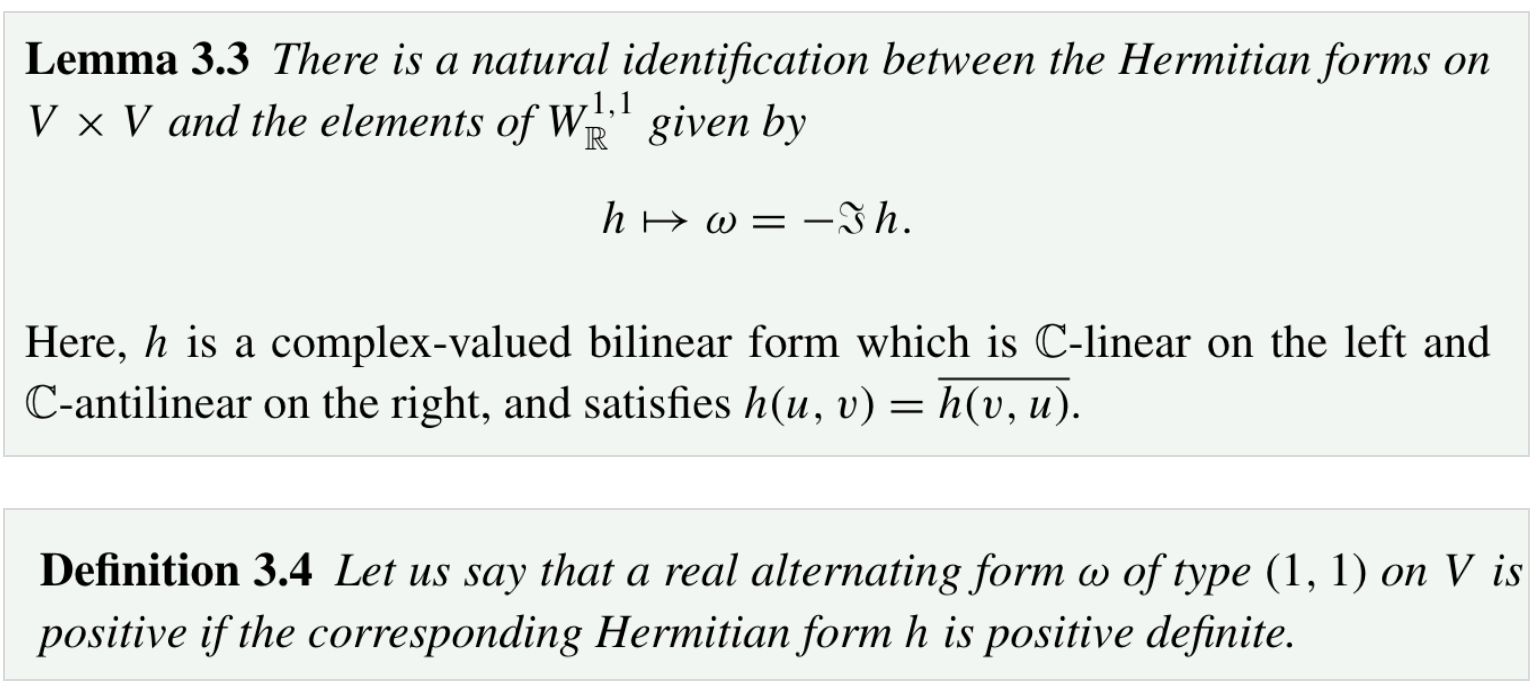 Lemma 3.3 There is a natural identification between the Hermitian forms on
V × V and the elements of W_ℝ^{1,1} given by
h ↦ ω = −ℑ h.
Here, h is a complex-valued bilinear form which is ℂ-linear on the left and
ℂ-antilinear on the right, and satisfies h(u, v) = \overline{h(v, u)}.
Definition 3.4 Let us say that a real alternating form ω of type (1, 1) on V is
positive if the corresponding Hermitian form h is positive definite.